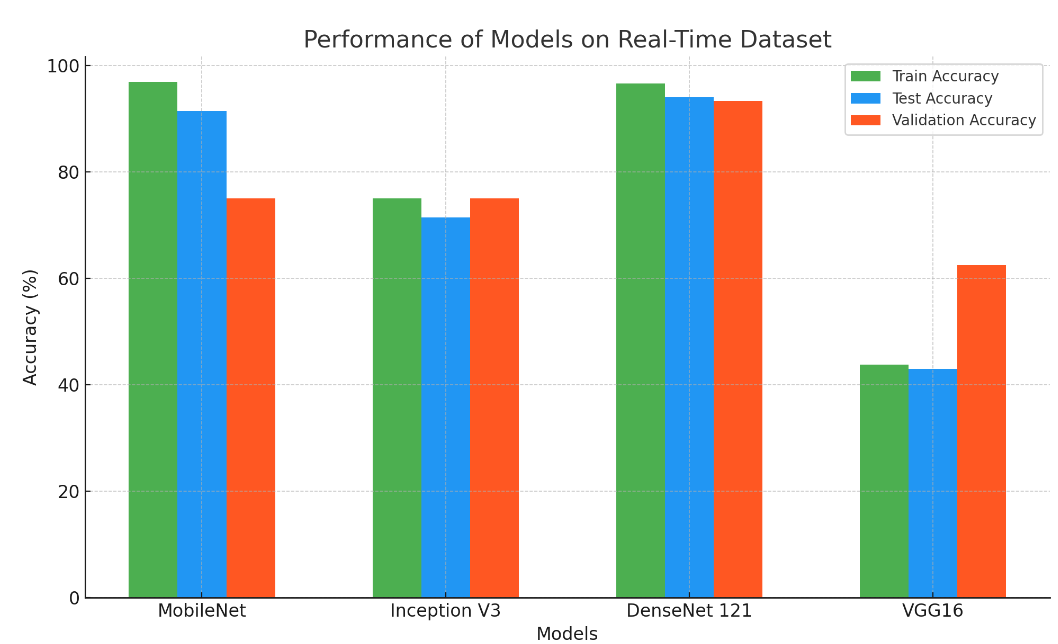 Performance of Models on Real-Time Dataset
Train Accuracy
Test Accuracy
Validation Accuracy
Accuracy (%)
100
80
60
40
20
0
MobileNet
Inception V3
DenseNet 121
VGG16
Models